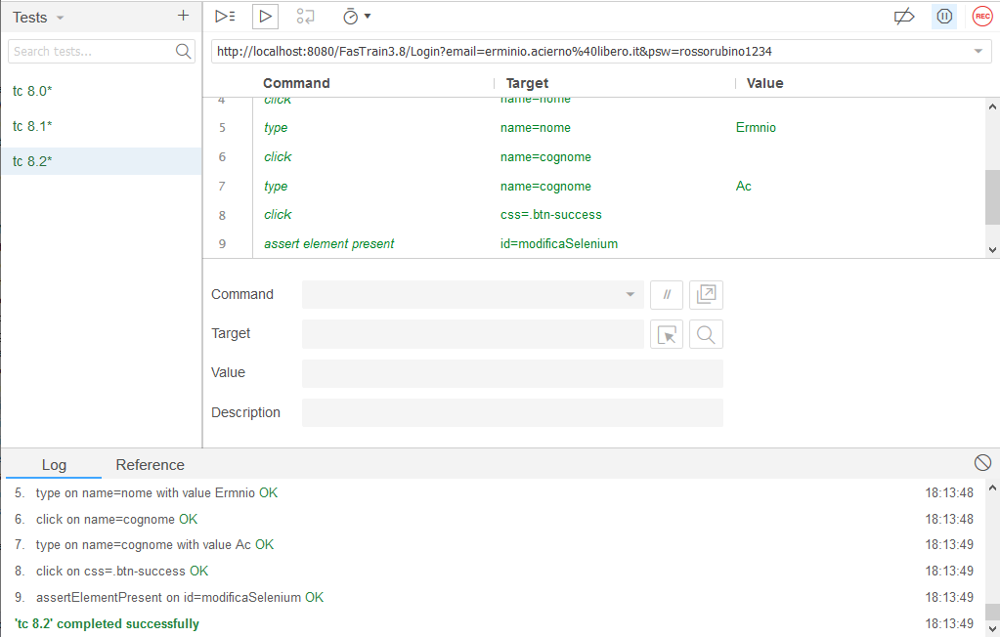 Tests
REC
Search tests...
http://localhost:8080/FasTrain3.8/Login?email=erminio.acierno%40libero.it&psw=rossorubino1234
Command Target Value
tc 8.0*
tc 8.1*
tc 8.2*
4 click name=nome
5 type name=nome Ermnio
6 click name=cognome
7 type name=cognome Ac
8 click css=.btn-success
9 assert element present id=modificaSelenium
Command //
Target
Value
Description
Log Reference
5. type on name=nome with value Ermnio OK 18:13:48
6. click on name=cognome OK 18:13:48
7. type on name=cognome with value Ac OK 18:13:49
8. click on css=.btn-success OK 18:13:49
9. assertElementPresent on id=modificaSelenium OK 18:13:49
'tc 8.2' completed successfully 18:13:49